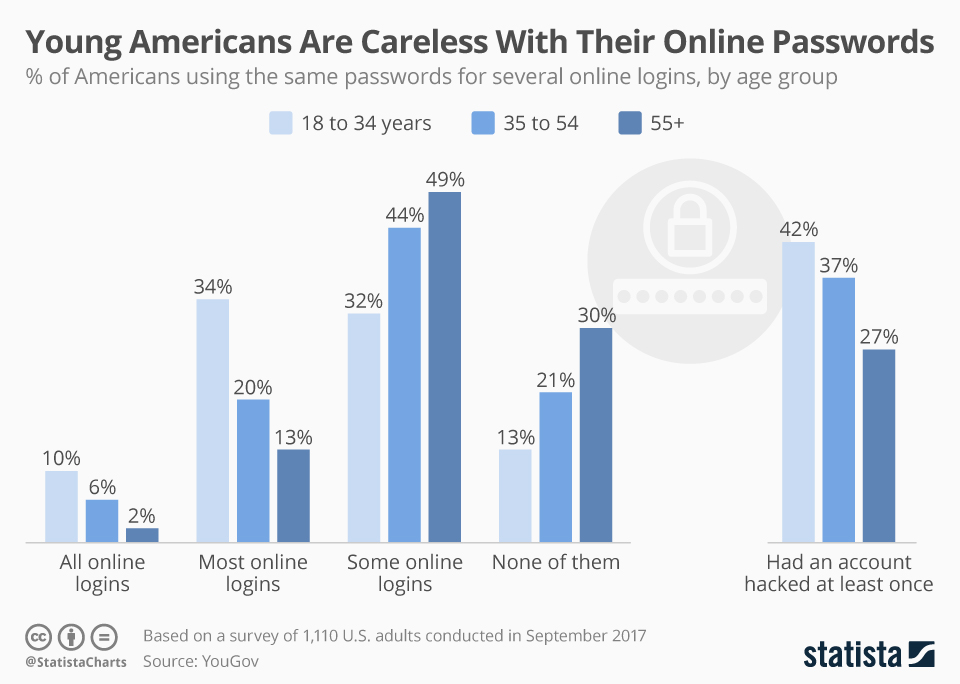 Young Americans Are Careless With Their Online Passwords
% of Americans using the same passwords for several online logins, by age group
18 to 34 years 35 to 54 55+
10% 6% 2%
34% 20% 13%
32% 44% 49%
13% 21% 30%
42% 37% 27%
All online
logins
Most online
logins
Some online
logins
None of them
Had an account
hacked at least once
cc
@StatistaCharts
Based on a survey of 1,110 U.S. adults conducted in September 2017
Source: YouGov
statista